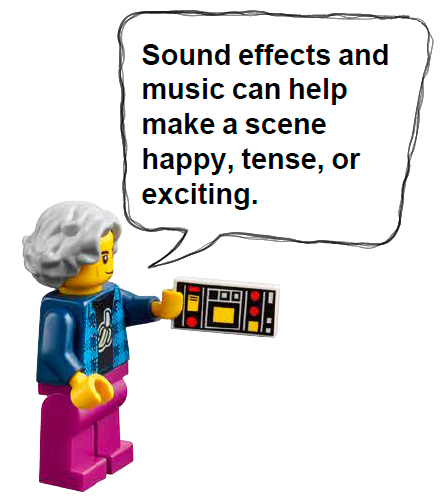 Sound effects and
music can help
make a scene
happy, tense, or
exciting.